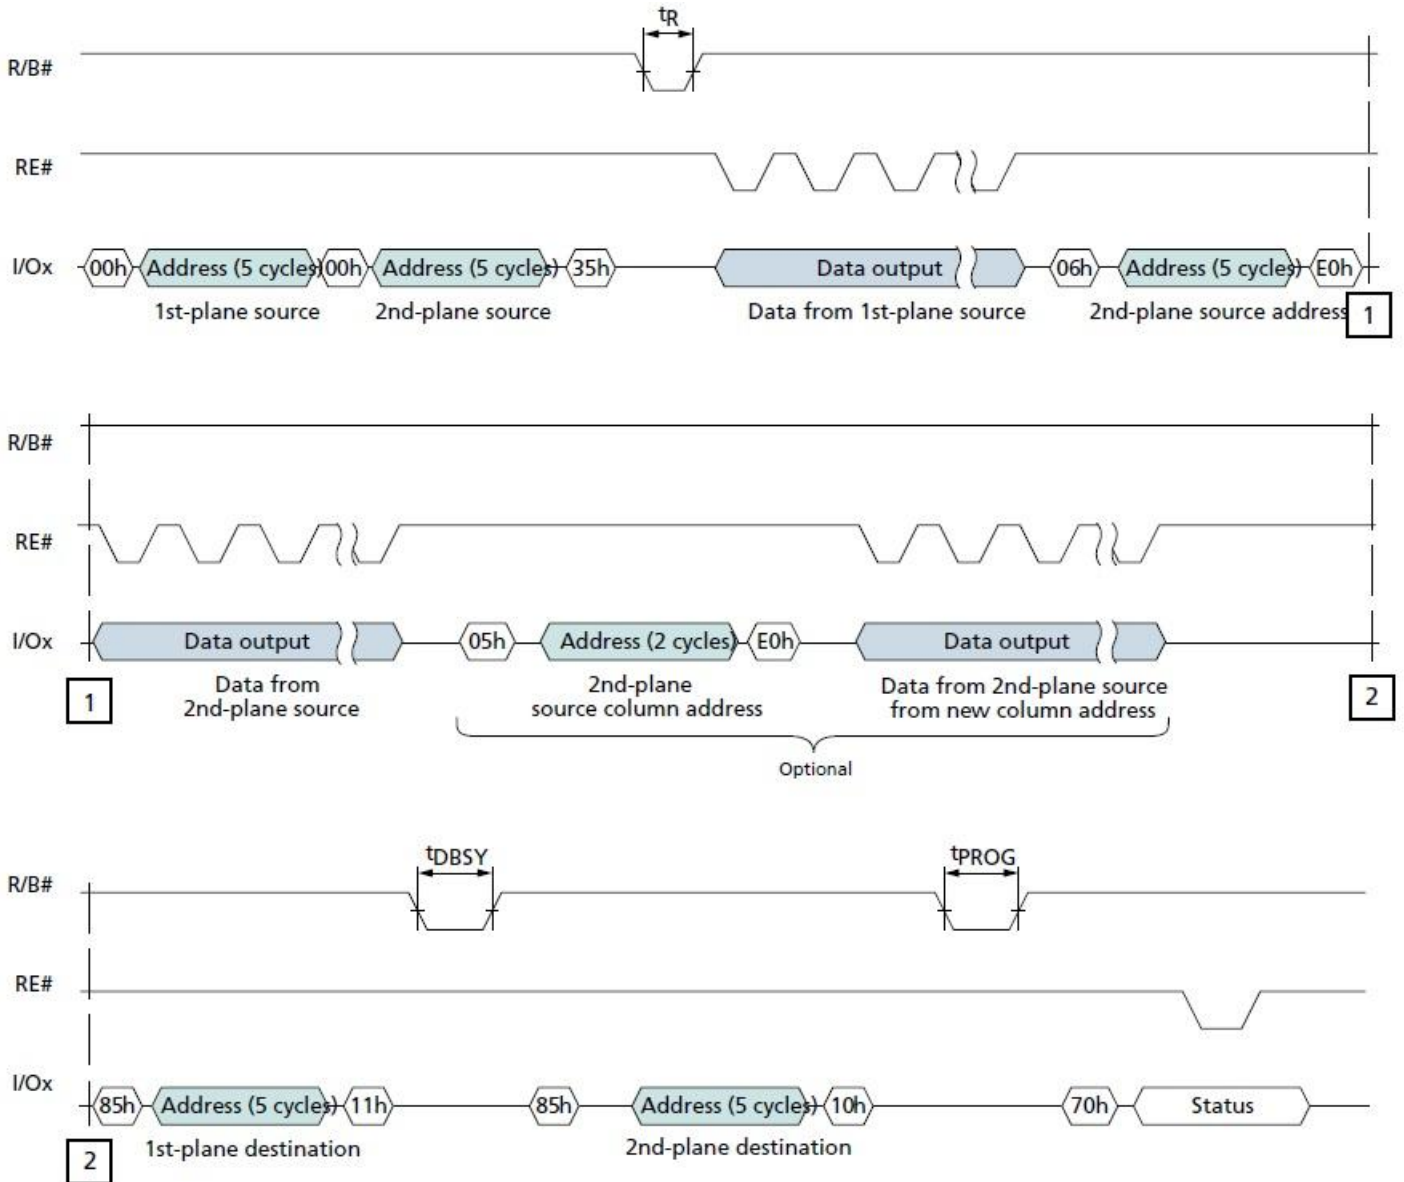 tR
R/B#
RE#
I/Ox 00h Address (5 cycles) 00h Address (5 cycles) 35h Data output 06h Address (5 cycles) E0h
1st-plane source 2nd-plane source Data from 1st-plane source 2nd-plane source address 1
R/B#
RE#
I/Ox Data output 05h Address (2 cycles) E0h Data output
1 Data from 2nd-plane Data from 2nd-plane source 2
2nd-plane source source column address from new column address
Optional
tDBSY tPROG
R/B#
RE#
I/Ox
85h Address (5 cycles) 11h 85h Address (5 cycles) 10h 70h Status
2 1st-plane destination 2nd-plane destination